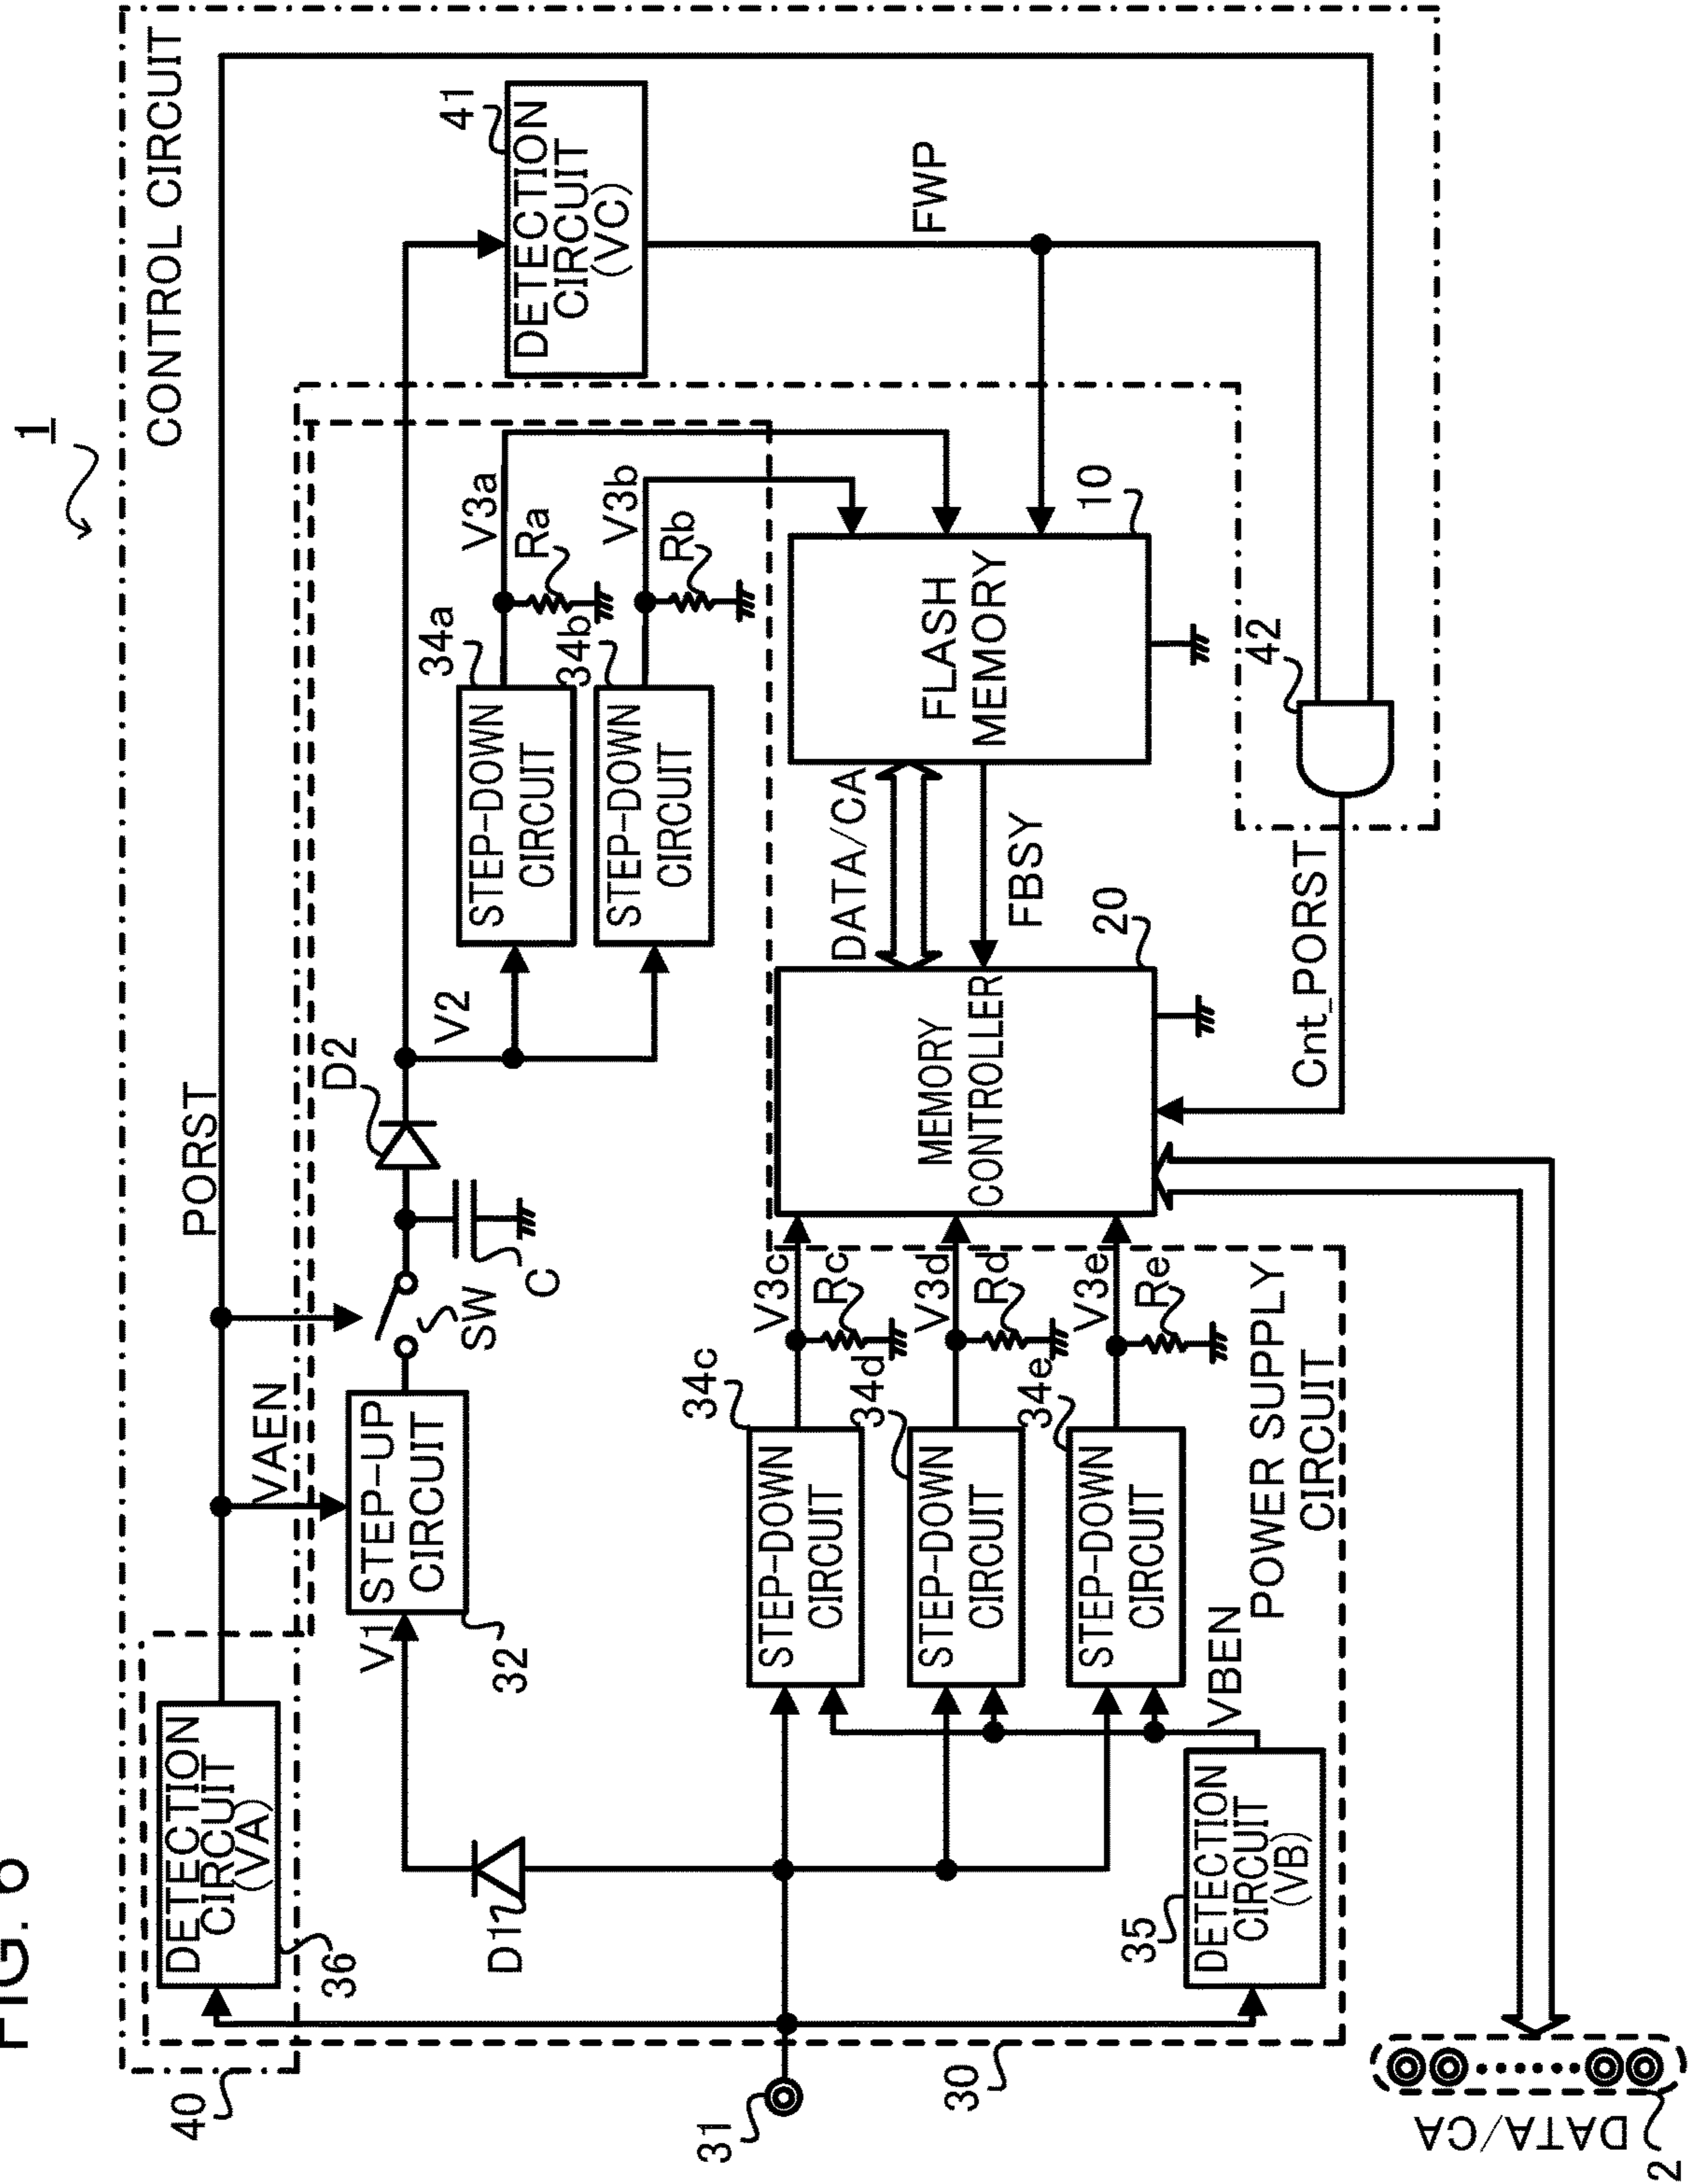 FIG. 6
1
CONTROL CIRCUIT
40
PORST
VAEN
DETECTION
CIRCUIT
(VA)
36
V1
STEP-UP
CIRCUIT
32
SW
C
D2
V2
DETECTION
CIRCUIT
(VC)
41
FWP
34a
STEP-DOWN
CIRCUIT
V3a
Ra
34b
STEP-DOWN
CIRCUIT
V3b
Rb
D1
31
30
34c
STEP-DOWN
CIRCUIT
V3c
Rc
34d
STEP-DOWN
CIRCUIT
V3d
Rd
34e
STEP-DOWN
CIRCUIT
V3e
Re
VBEN
35
DETECTION
CIRCUIT
(VB)
POWER SUPPLY
CIRCUIT
MEMORY
CONTROLLER
20
DATA/CA
FBSY
FLASH
MEMORY
10
42
Cnt_PORST
DATA/CA
2